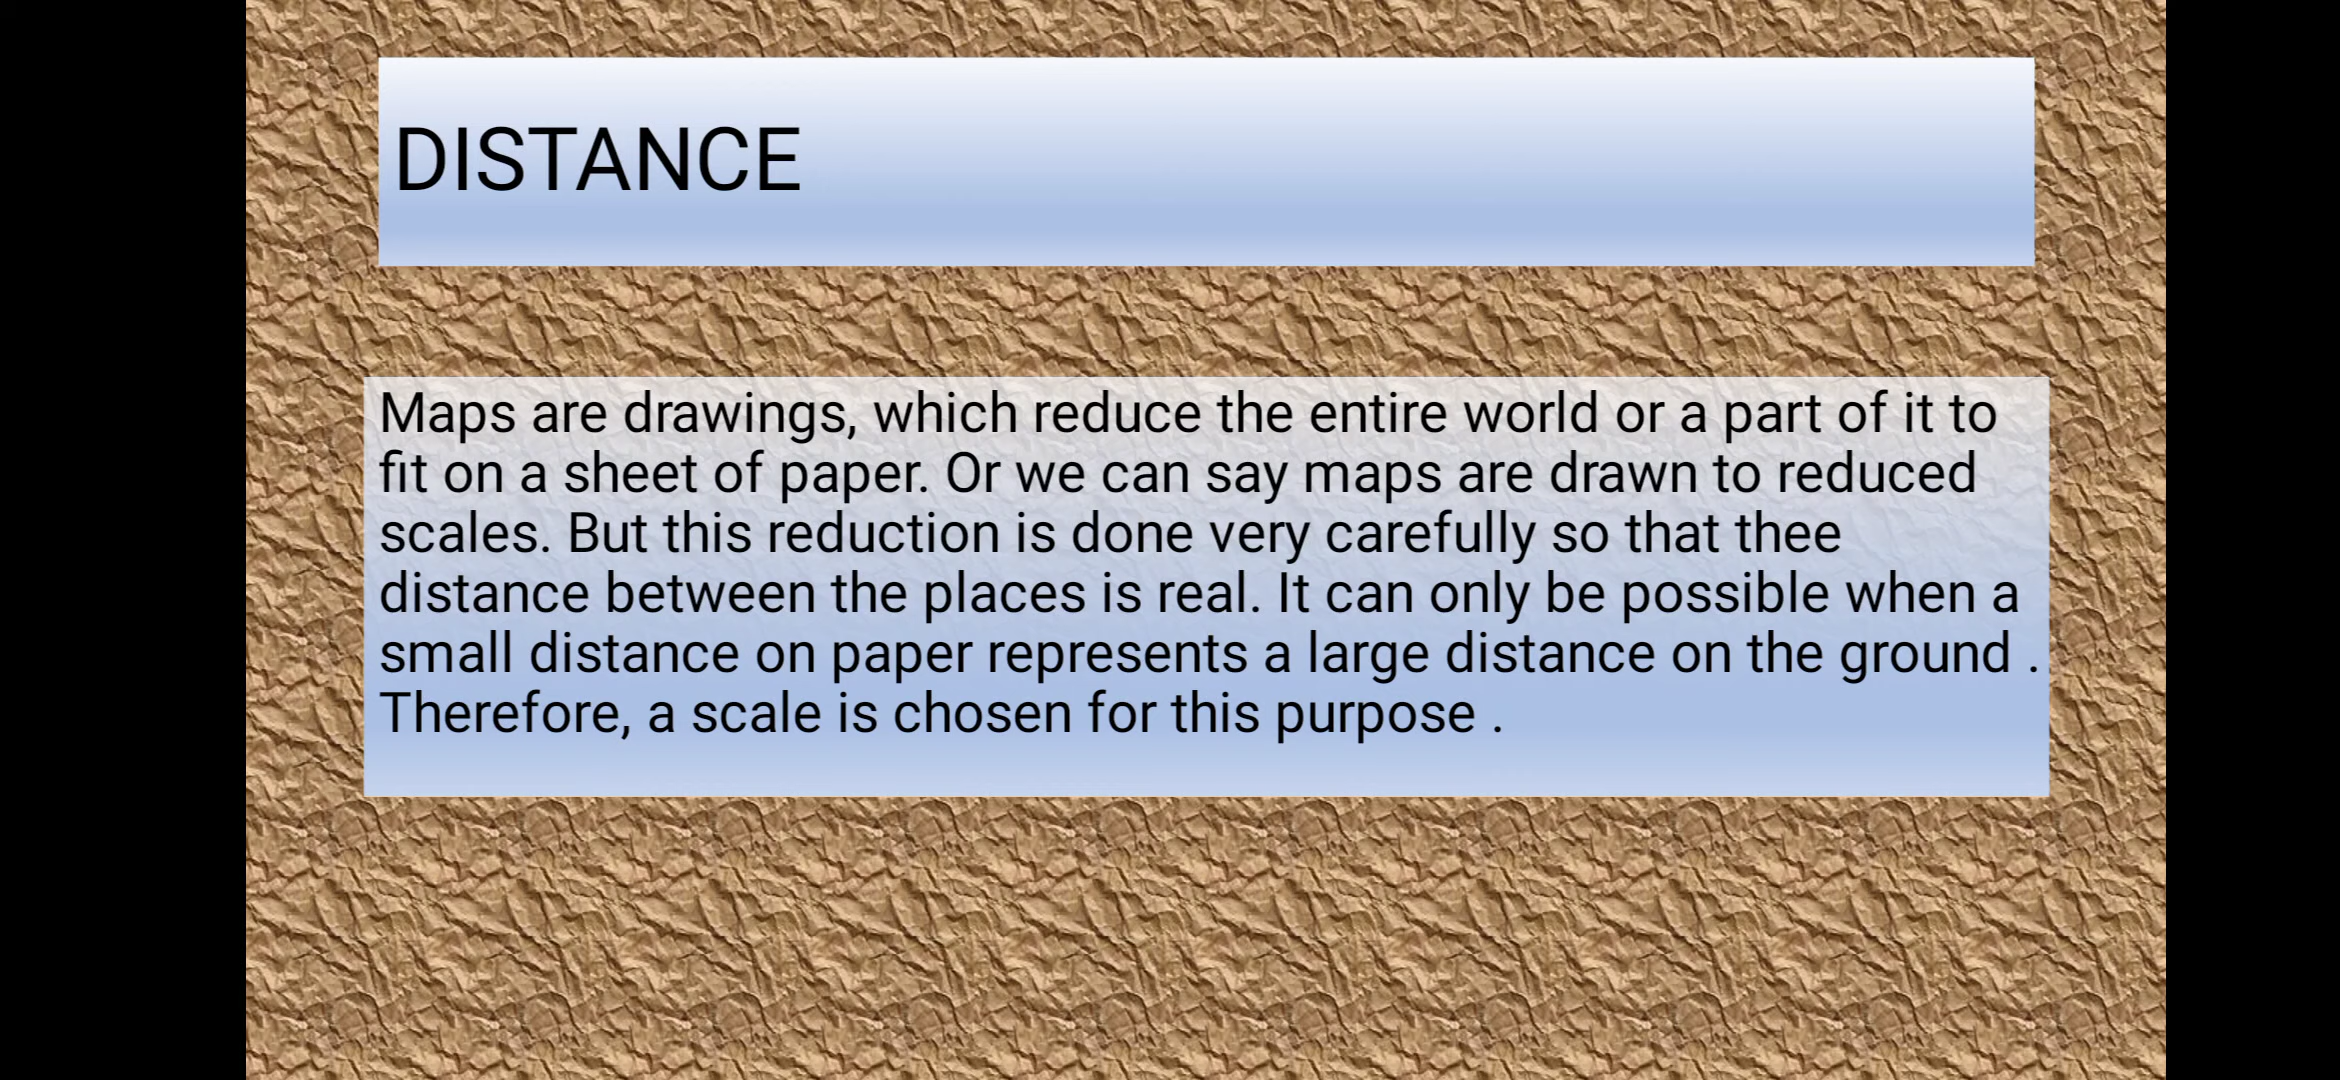 DISTANCE
Maps are drawings, which reduce the entire world or a part of it to
fit on a sheet of paper. Or we can say maps are drawn to reduced
scales. But this reduction is done very carefully so that thee
distance between the places is real. It can only be possible when a
small distance on paper represents a large distance on the ground .
Therefore, a scale is chosen for this purpose .